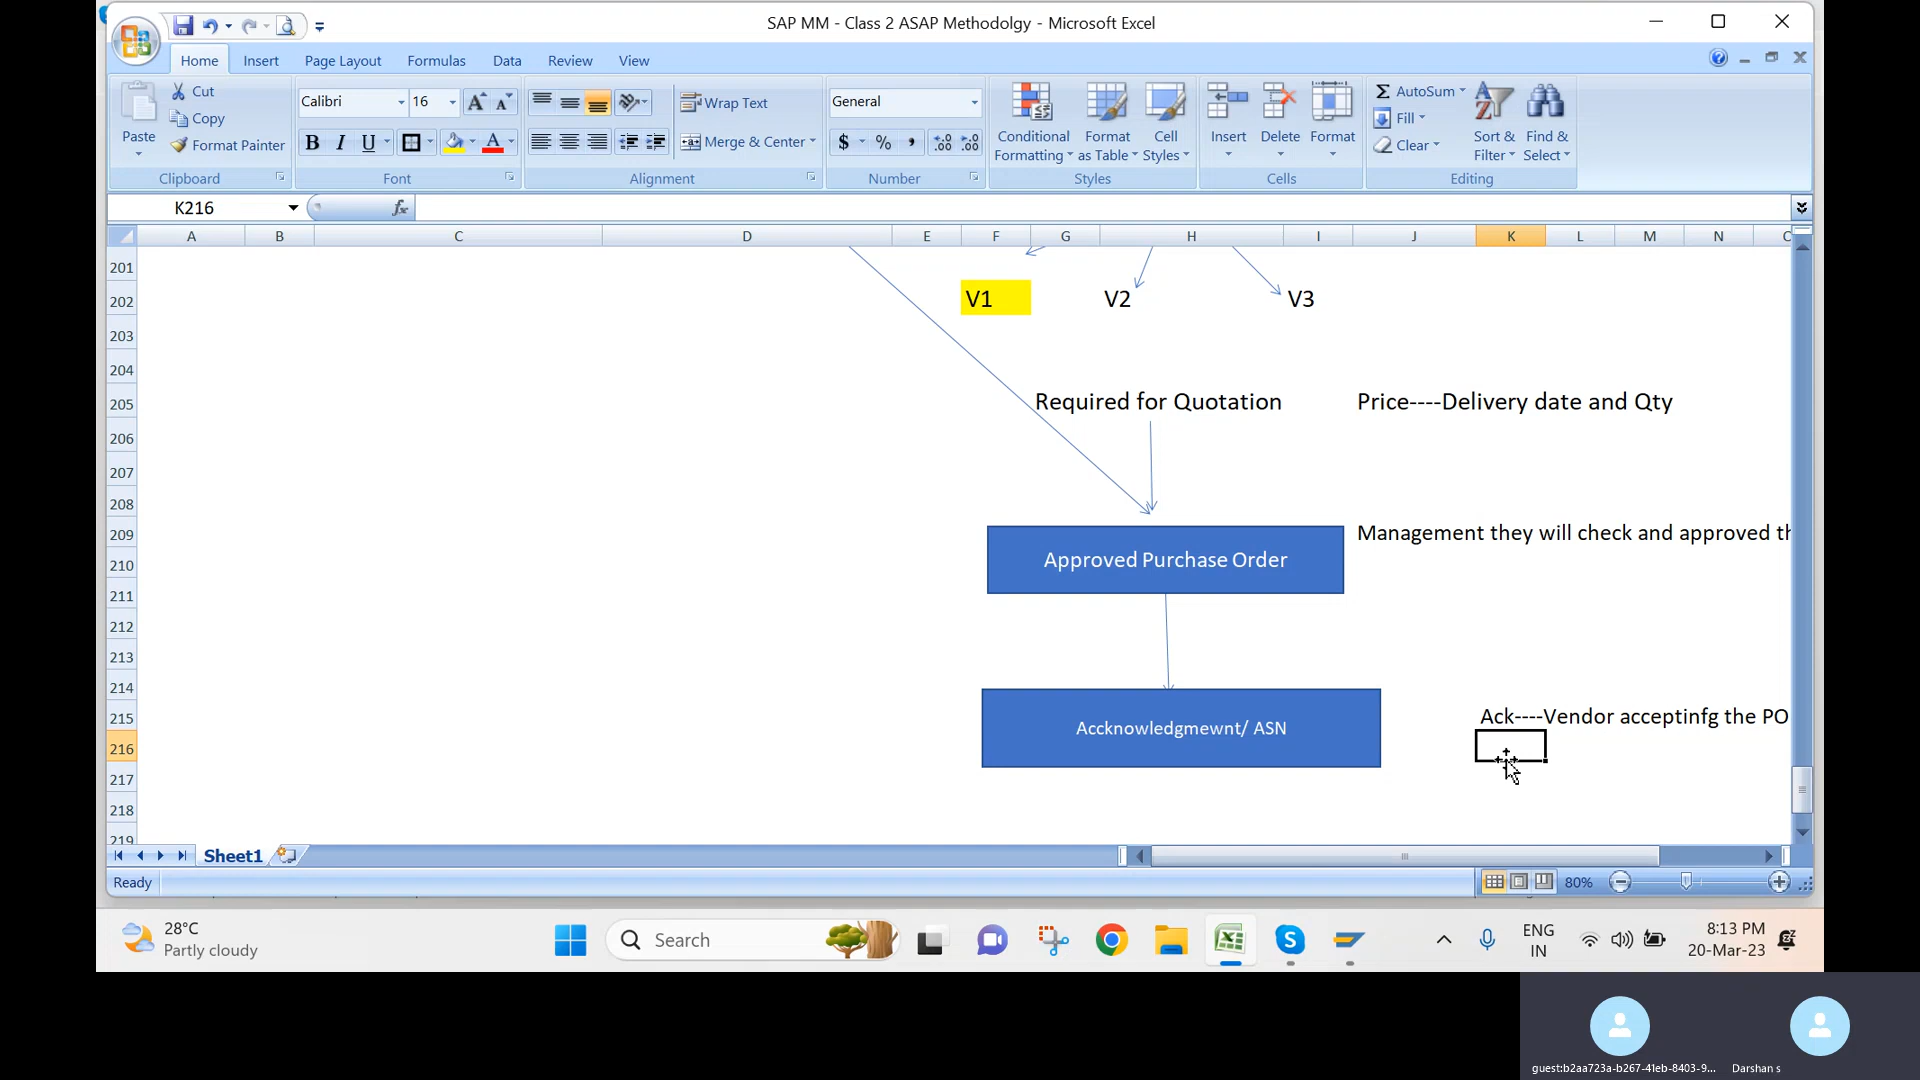 SAP MM - Class 2 ASAP Methodolgy - Microsoft Excel
Home Insert Page Layout Formulas Data Review View
Paste Cut Copy Format Painter
Calibri 16 Wrap Text Merge & Center General
Conditional Formatting Format as Table Cell Styles
Insert Delete Format
AutoSum Fill Clear Sort & Filter Find & Select
Clipboard Font Alignment Number Styles Cells Editing
K216
A B C D E F G H I J K L M N
201
202 V1 V2 V3
203
204
205 Required for Quotation Price----Delivery date and Qty
206
207
208
209 Management they will check and approved th
210 Approved Purchase Order
211
212
213
214
215 Ack----Vendor acceptinfg the PO
Accknowledgmewnt/ ASN
216
217
218
219
Sheet1
Ready 80%
28°C
Partly cloudy
Search
ENG
IN
8:13 PM
20-Mar-23
guest:b2aa723a-b267-41eb-8403-9... Darshan s